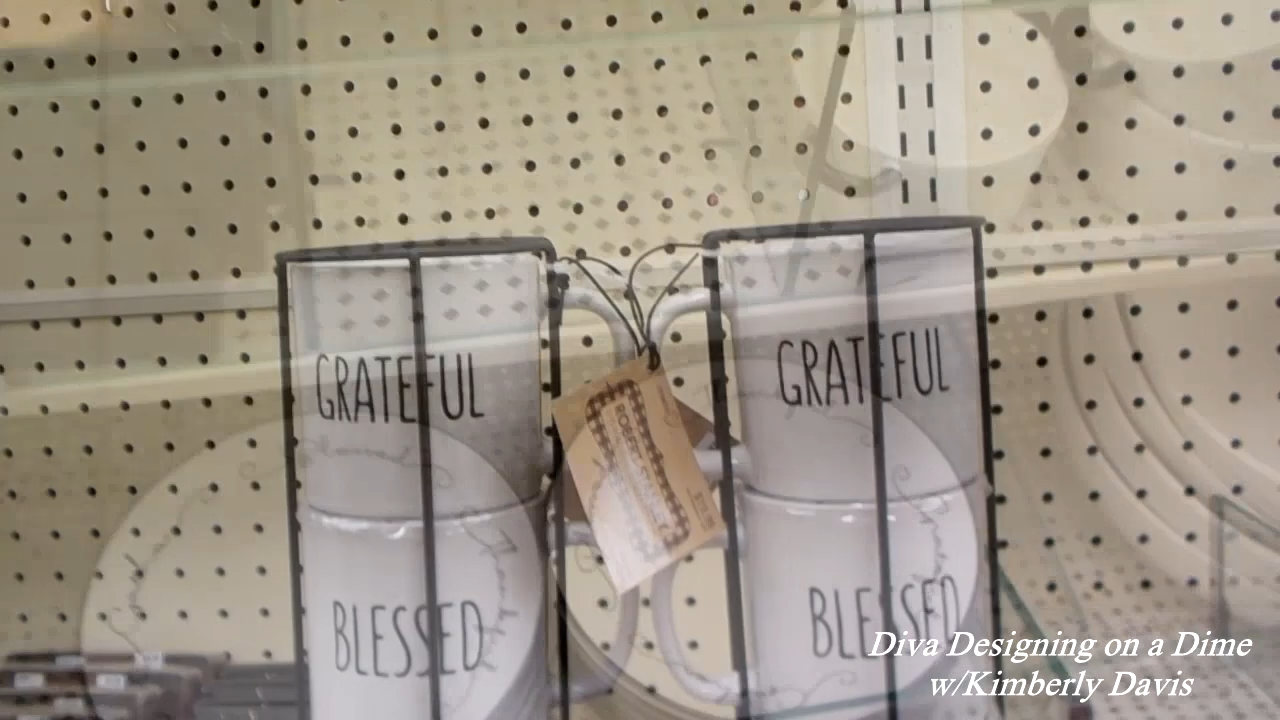 GRATEFUL
GRATEFUL
BLESSED
BLESSED
Diva Designing on a Dime
w/Kimberly Davis